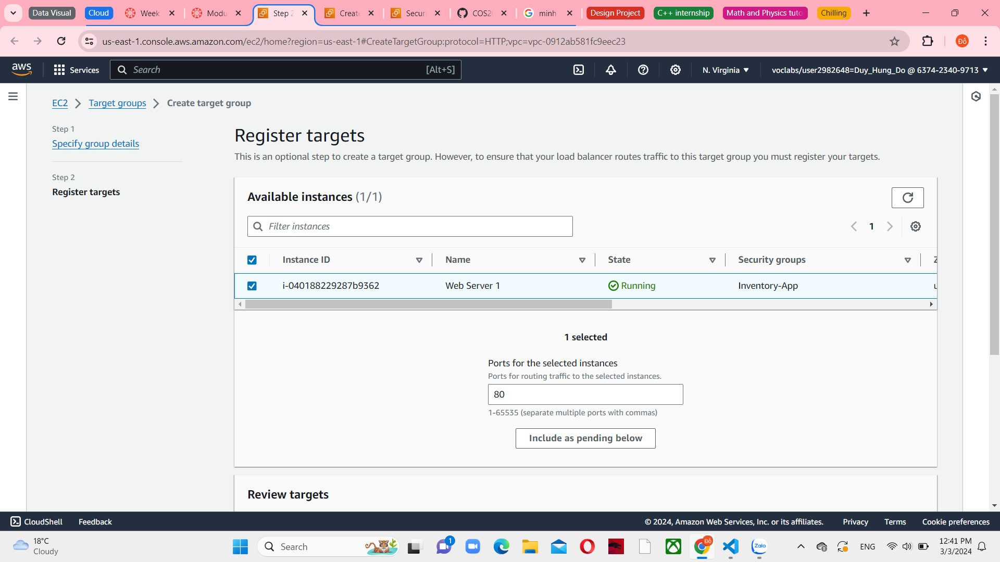 Data Visual
Cloud
Week
Modu
Step 2
Create
Securi
COS20
minh
Design Project
C++ internship
Math and Physics tuto
Chilling
us-east-1.console.aws.amazon.com/ec2/home?region=us-east-1#CreateTargetGroup:protocol=HTTP;vpc=vpc-0912ab581fc9eec23
Đỗ
aws
Services
Search
[Alt+S]
N. Virginia
voclabs/user2982648=Duy_Hung_Do @ 6374-2340-9713
EC2
Target groups
Create target group
Step 1
Specify group details
Step 2
Register targets
Register targets
This is an optional step to create a target group. However, to ensure that your load balancer routes traffic to this target group you must register your targets.
Available instances (1/1)
Filter instances
1
Instance ID
Name
State
Security groups
i-040188229287b9362
Web Server 1
Running
Inventory-App
1 selected
Ports for the selected instances
Ports for routing traffic to the selected instances.
80
1-65535 (separate multiple ports with commas)
Include as pending below
Review targets
CloudShell
Feedback
© 2024, Amazon Web Services, Inc. or its affiliates.
Privacy
Terms
Cookie preferences
18°C
Cloudy
Search
1
Đỗ
Zalo
ENG
12:41 PM
3/3/2024